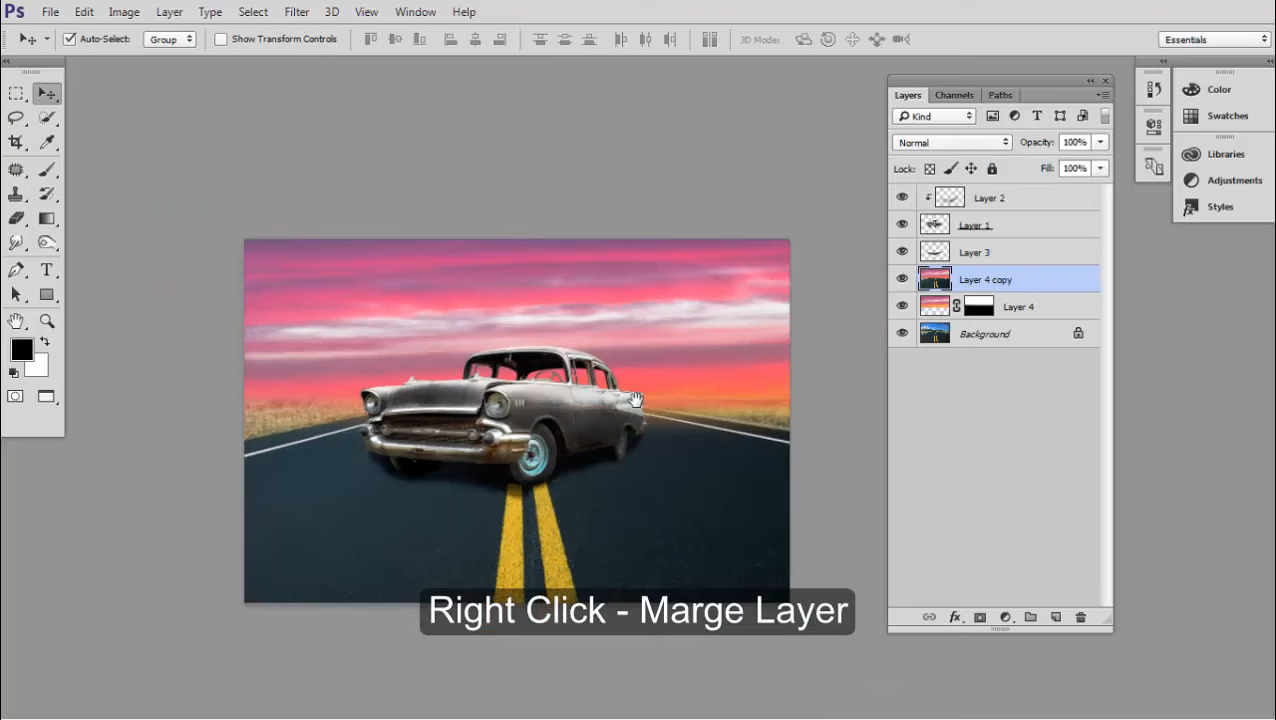 Ps File Edit Image Layer Type Select Filter 3D View Window Help
Auto-Select: Group Show Transform Controls 3D Mode: Essentials
Layers Channels Paths
Color
Kind
Swatches
Normal Opacity: 100%
Libraries
Lock: Fill: 100%
Adjustments
Layer 2
Styles
Layer 1
Layer 3
Layer 4 copy
Layer 4
Background
Right Click - Marge Layer
fx